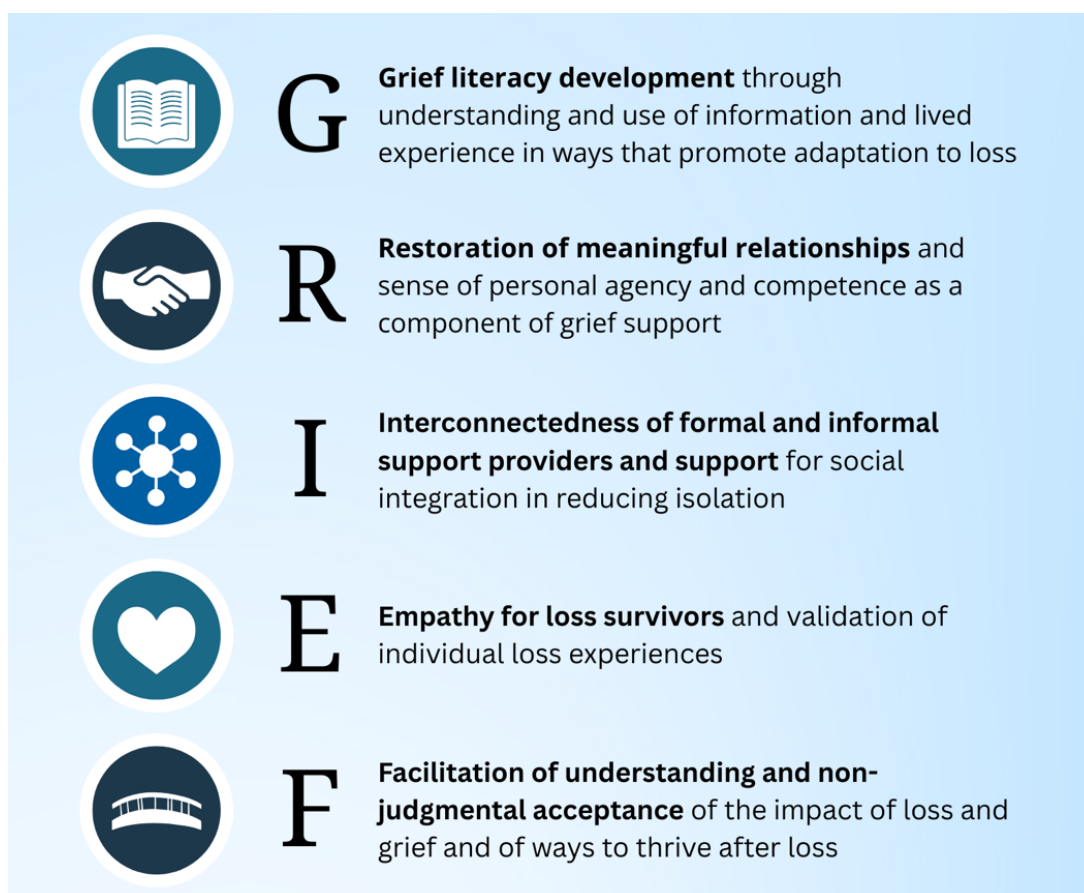 G
Grief literacy development through
understanding and use of information and lived
experience in ways that promote adaptation to loss
R
Restoration of meaningful relationships and
sense of personal agency and competence as a
component of grief support
I
Interconnectedness of formal and informal
support providers and support for social
integration in reducing isolation
E
Empathy for loss survivors and validation of
individual loss experiences
F
Facilitation of understanding and non-
judgmental acceptance of the impact of loss and
grief and of ways to thrive after loss